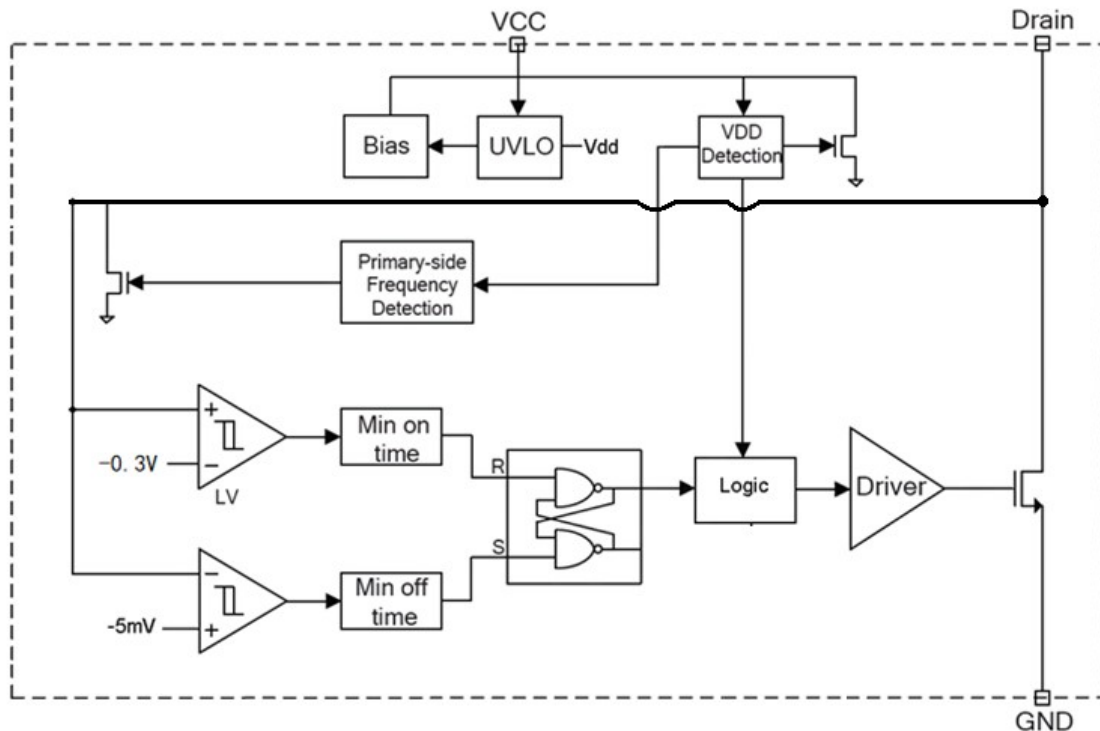 VCC
Drain
Bias
UVLO
Vdd
VDD
Detection
Primary-side
Frequency
Detection
+
−0. 3V
−
LV
Min on
time
R
S
Logic
Driver
−
-5mV
+
Min off
time
GND